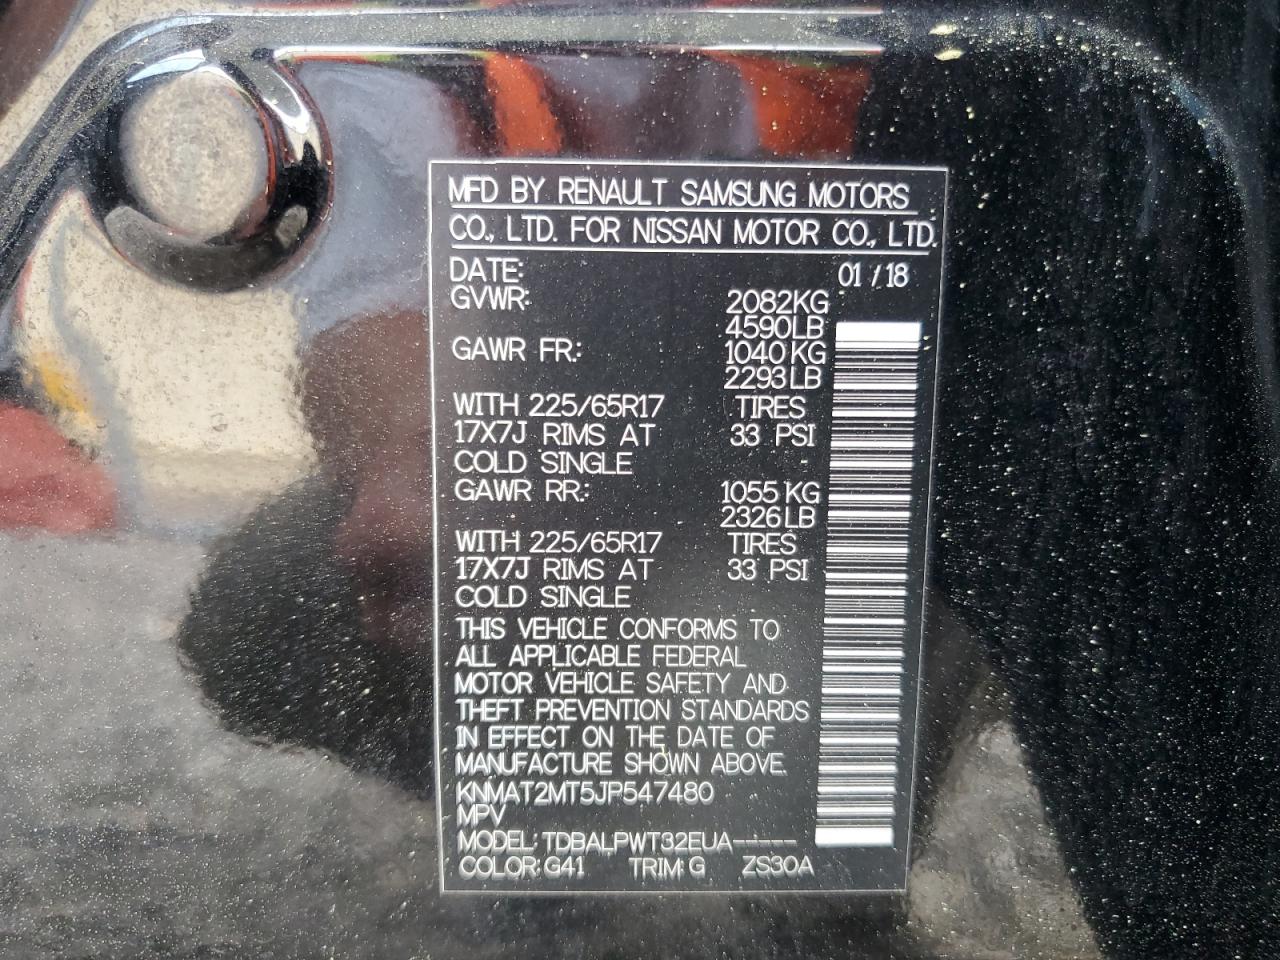 MFD BY RENAULT SAMSUNG MOTORS
CO., LTD. FOR NISSAN MOTOR CO., LTD.
DATE: 01 /18
GVWR: 2082KG
4590LB
GAWR FR: 1040KG
2293LB
WITH 225/65R17 TIRES
17X7J RIMS AT 33 PSI
COLD SINGLE
GAWR RR: 1055KG
2326LB
WITH 225/65R17 TIRES
17X7J RIMS AT 33 PSI
COLD SINGLE
THIS VEHICLE CONFORMS TO
ALL APPLICABLE FEDERAL
MOTOR VEHICLE SAFETY AND
THEFT PREVENTION STANDARDS
IN EFFECT ON THE DATE OF
MANUFACTURE SHOWN ABOVE.
KNMAT2MT5JP547480
MPV
MODEL: TDBALPWT32EUA-----
COLOR: G41 TRIM: G ZS30A